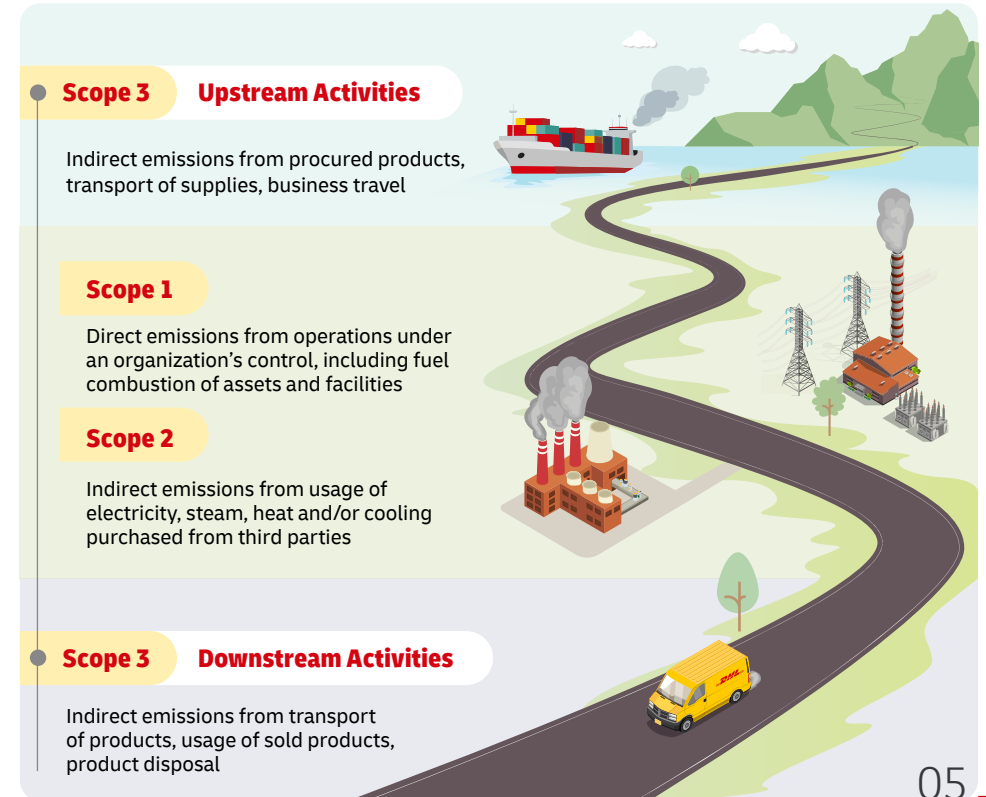 Scope 3 Upstream Activities
Indirect emissions from procured products,
transport of supplies, business travel
Scope 1
Direct emissions from operations under
an organization’s control, including fuel
combustion of assets and facilities
Scope 2
Indirect emissions from usage of
electricity, steam, heat and/or cooling
purchased from third parties
Scope 3 Downstream Activities
Indirect emissions from transport
of products, usage of sold products,
product disposal
DHL
05